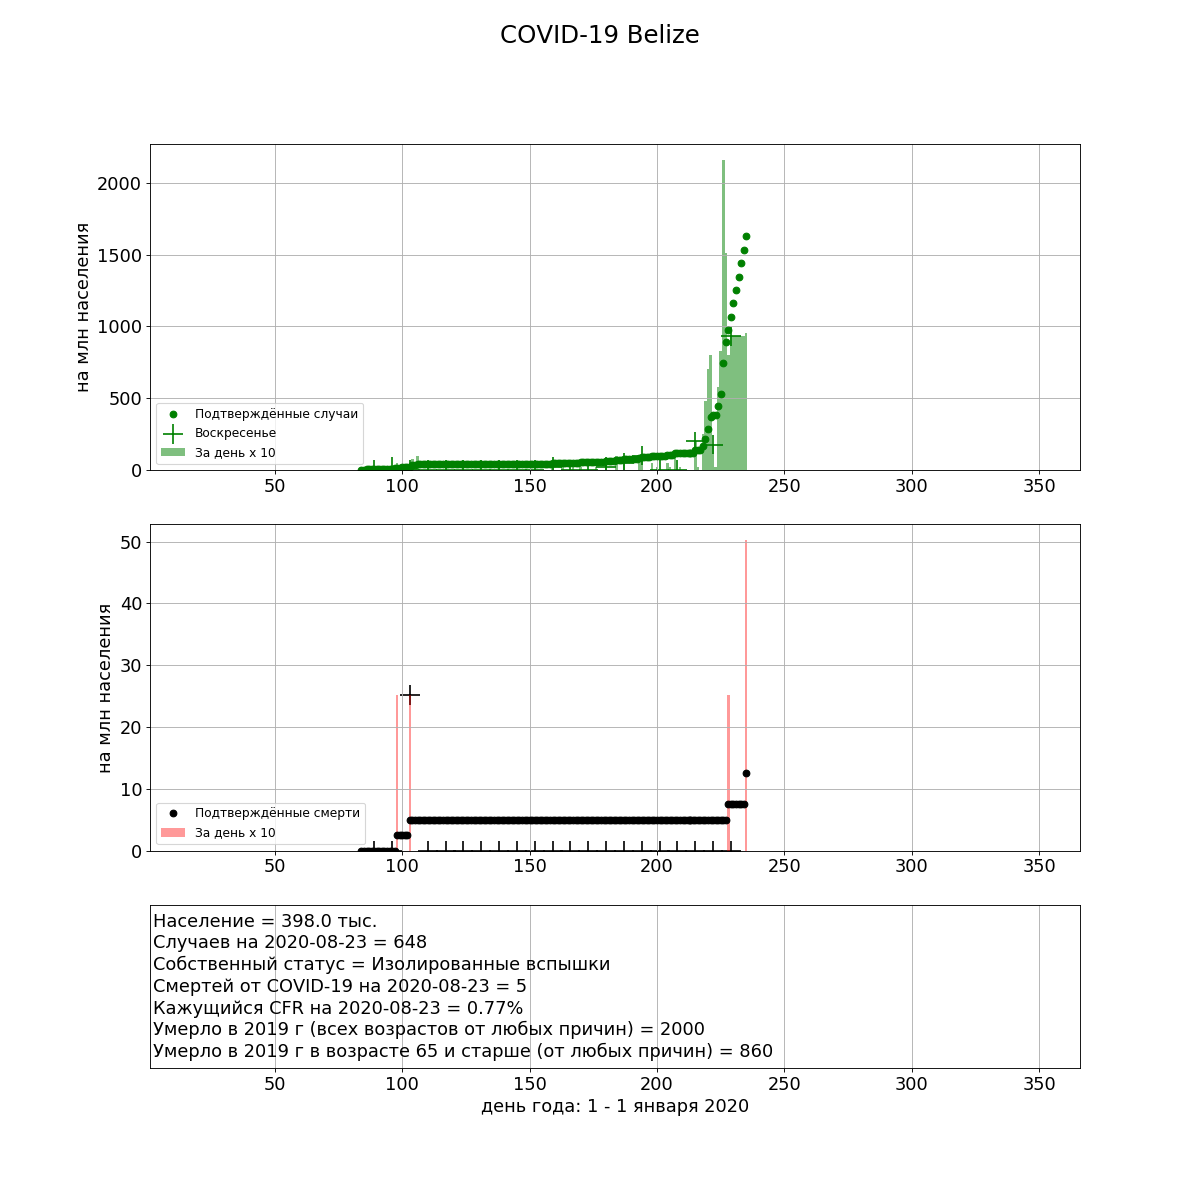 COVID-19 Belize
на млн населения
2000
1500
1000
500
0
Подтверждённые случаи
Воскресенье
За день x 10
50 100 150 200 250 300 350
на млн населения
50
40
30
20
10
0
Подтверждённые смерти
За день x 10
50 100 150 200 250 300 350
Население = 398.0 тыс.
Случаев на 2020-08-23 = 648
Собственный статус = Изолированные вспышки
Смертей от COVID-19 на 2020-08-23 = 5
Кажущийся CFR на 2020-08-23 = 0.77%
Умерло в 2019 г (всех возрастов от любых причин) = 2000
Умерло в 2019 г в возрасте 65 и старше (от любых причин) = 860
50 100 150 200 250 300 350
день года: 1 - 1 января 2020